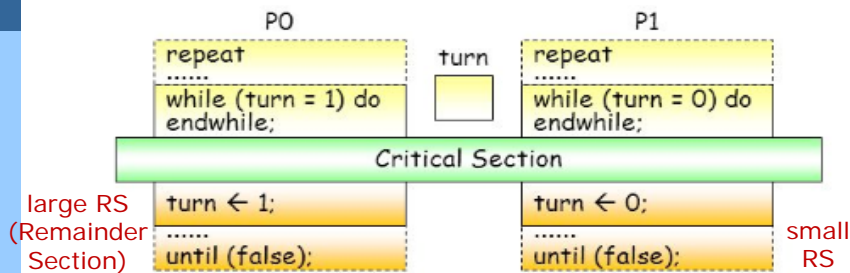 P0
repeat
......
while (turn = 1) do
endwhile;
turn
P1
repeat
......
while (turn = 0) do
endwhile;
Critical Section
large RS
(Remainder
Section)
turn ← 1;
......
until (false);
turn ← 0;
......
until (false);
small
RS